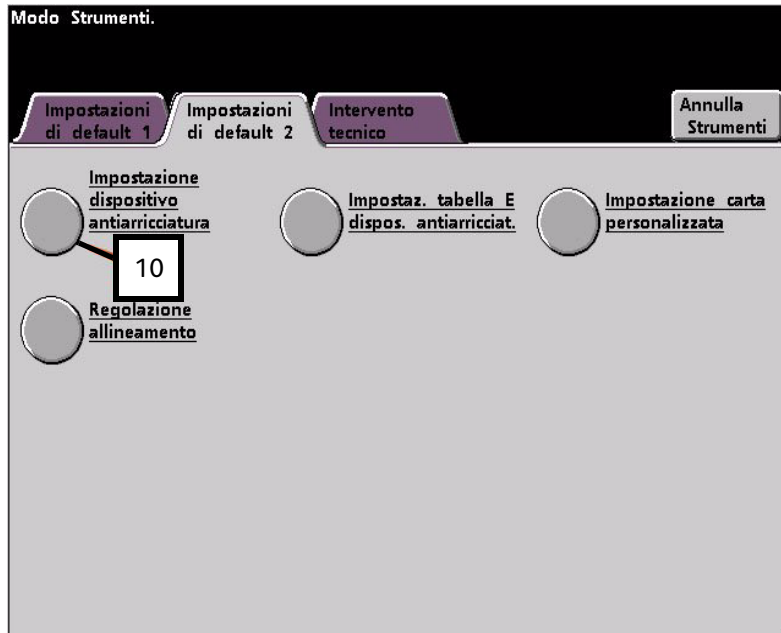 Modo Strumenti.
Impostazioni
di default 1
Impostazioni
di default 2
Intervento
tecnico
Annulla
Strumenti
Impostazione
dispositivo
antiarricciatura
Impostaz. tabella E
dispos. antiarricciat.
Impostazione carta
personalizzata
10
Regolazione
allineamento